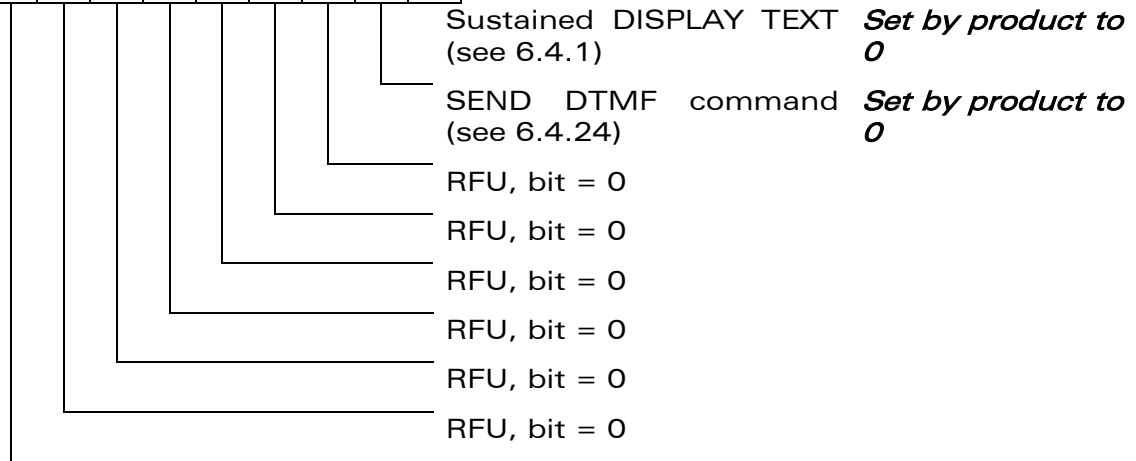 Sustained DISPLAY TEXT (see 6.4.1) Set by product to 0
SEND DTMF command (see 6.4.24) Set by product to 0
RFU, bit = 0
RFU, bit = 0
RFU, bit = 0
RFU, bit = 0
RFU, bit = 0
RFU, bit = 0